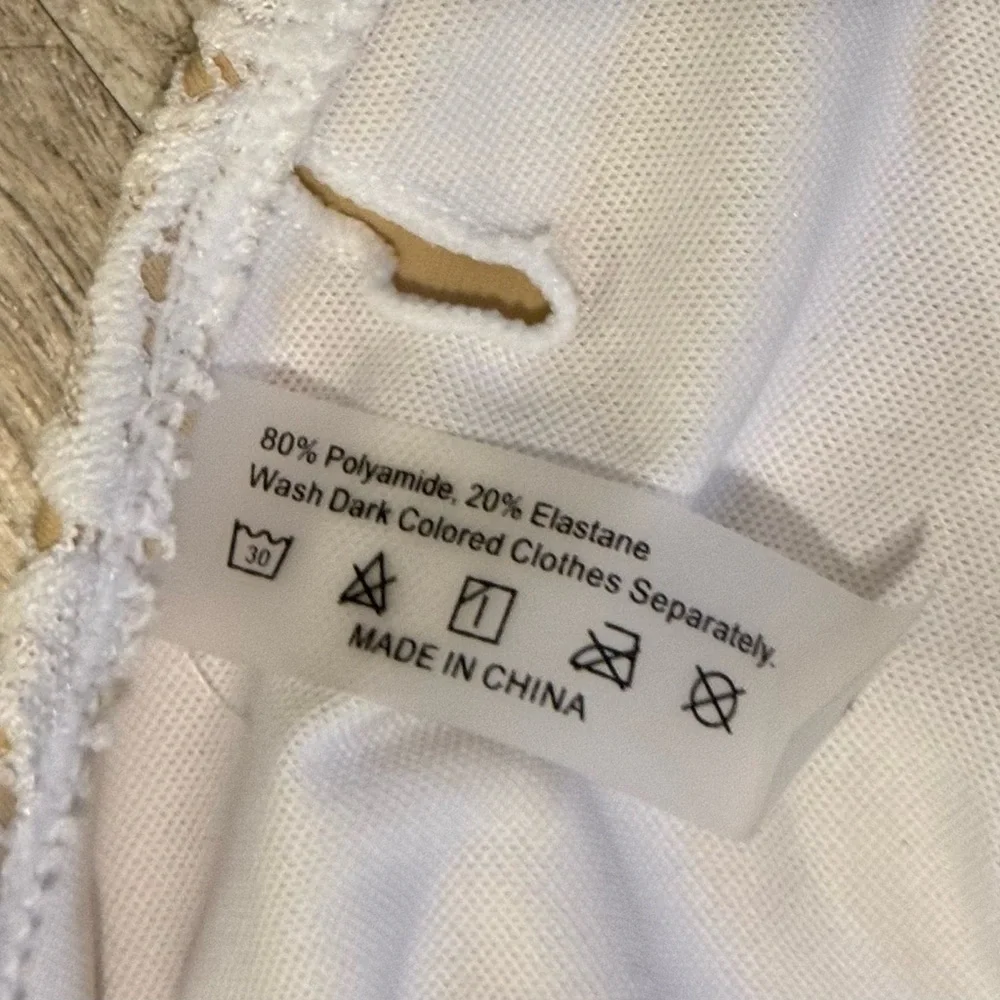 80% Polyamide, 20% Elastane
Wash Dark Colored Clothes Separately.
30
MADE IN CHINA